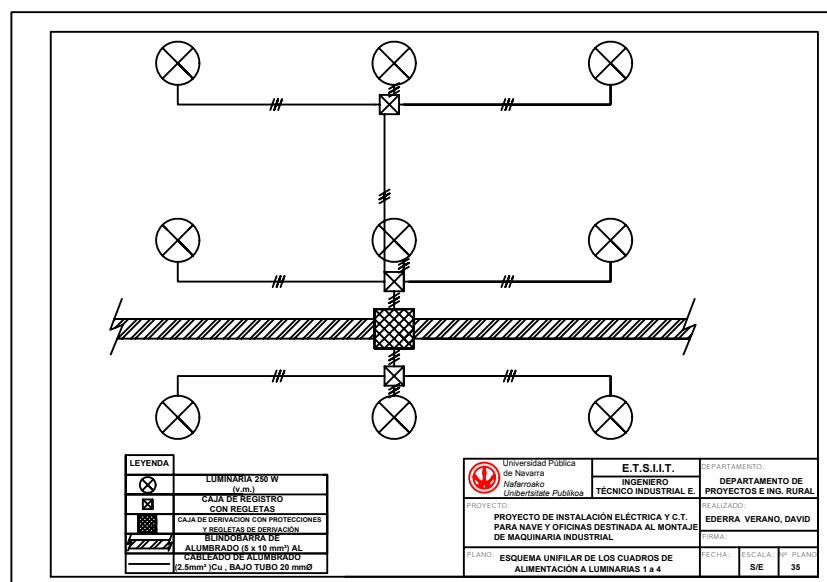 LEYENDA
LUMINARIA 250 W
(v.m.)
CAJA DE REGISTRO
CON REGLETAS
CAJA DE DERIVACION CON PROTECCIONES
Y REGLETAS DE DERIVACIÓN
BLINDOBARRA DE
ALUMBRADO (5 x 10 mm²) AL
CABLEADO DE ALUMBRADO
(2.5mm² )Cu , BAJO TUBO 20 mmØ
Universidad Pública
de Navarra
Nafarroako
Unibertsitate Publikoa
E.T.S.I.I.T.
INGENIERO
TÉCNICO INDUSTRIAL E.
DEPARTAMENTO:
DEPARTAMENTO DE
PROYECTOS E ING. RURAL
PROYECTO:
PROYECTO DE INSTALACIÓN ELÉCTRICA Y C.T.
PARA NAVE Y OFICINAS DESTINADA AL MONTAJE
DE MAQUINARIA INDUSTRIAL
REALIZADO:
EDERRA VERANO, DAVID
FIRMA:
PLANO:
ESQUEMA UNIFILAR DE LOS CUADROS DE
ALIMENTACIÓN A LUMINARIAS 1 a 4
FECHA:
ESCALA:
S/E
Nº PLANO
35